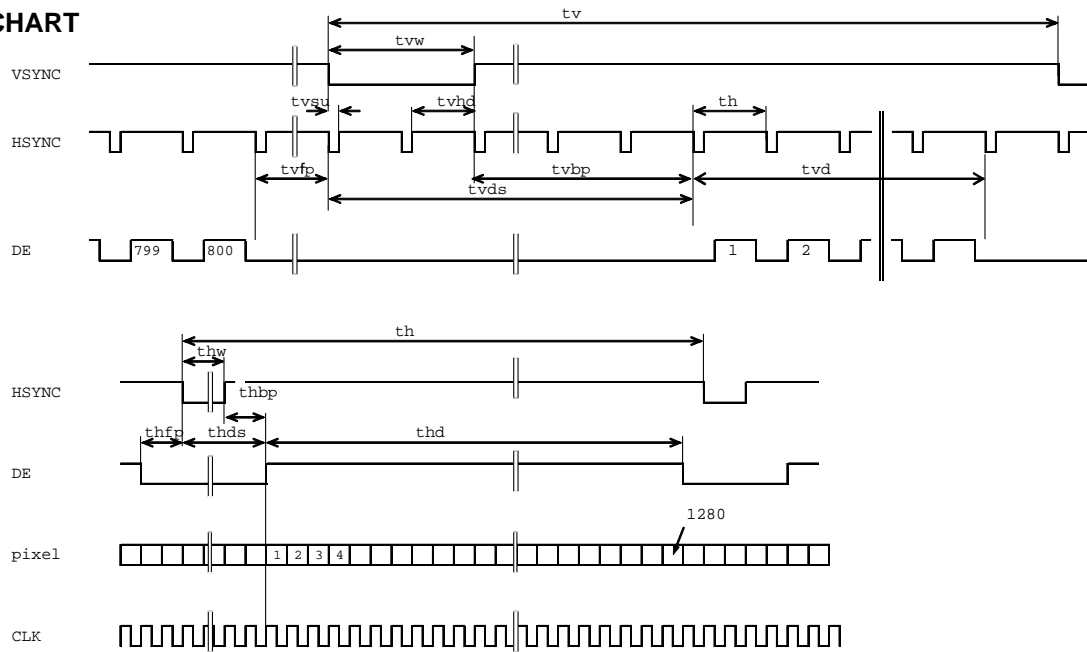 CHART
tv
tvw
VSYNC
tvsu
tvhd
th
HSYNC
tvfp
tvbp
tvd
tvds
DE
799
800
1
2
th
thw
HSYNC
thbp
thfp
thds
thd
DE
1280
pixel
1 2 3 4
CLK